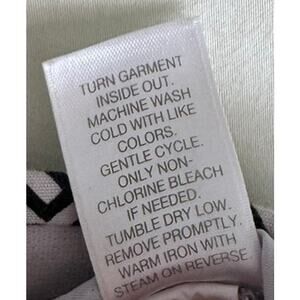 TURN GARMENT
INSIDE OUT.
MACHINE WASH
COLD WITH LIKE
COLORS.
GENTLE CYCLE.
ONLY NON-
CHLORINE BLEACH
IF NEEDED.
TUMBLE DRY LOW.
REMOVE PROMPTLY.
WARM IRON WITH
STEAM ON REVERSE